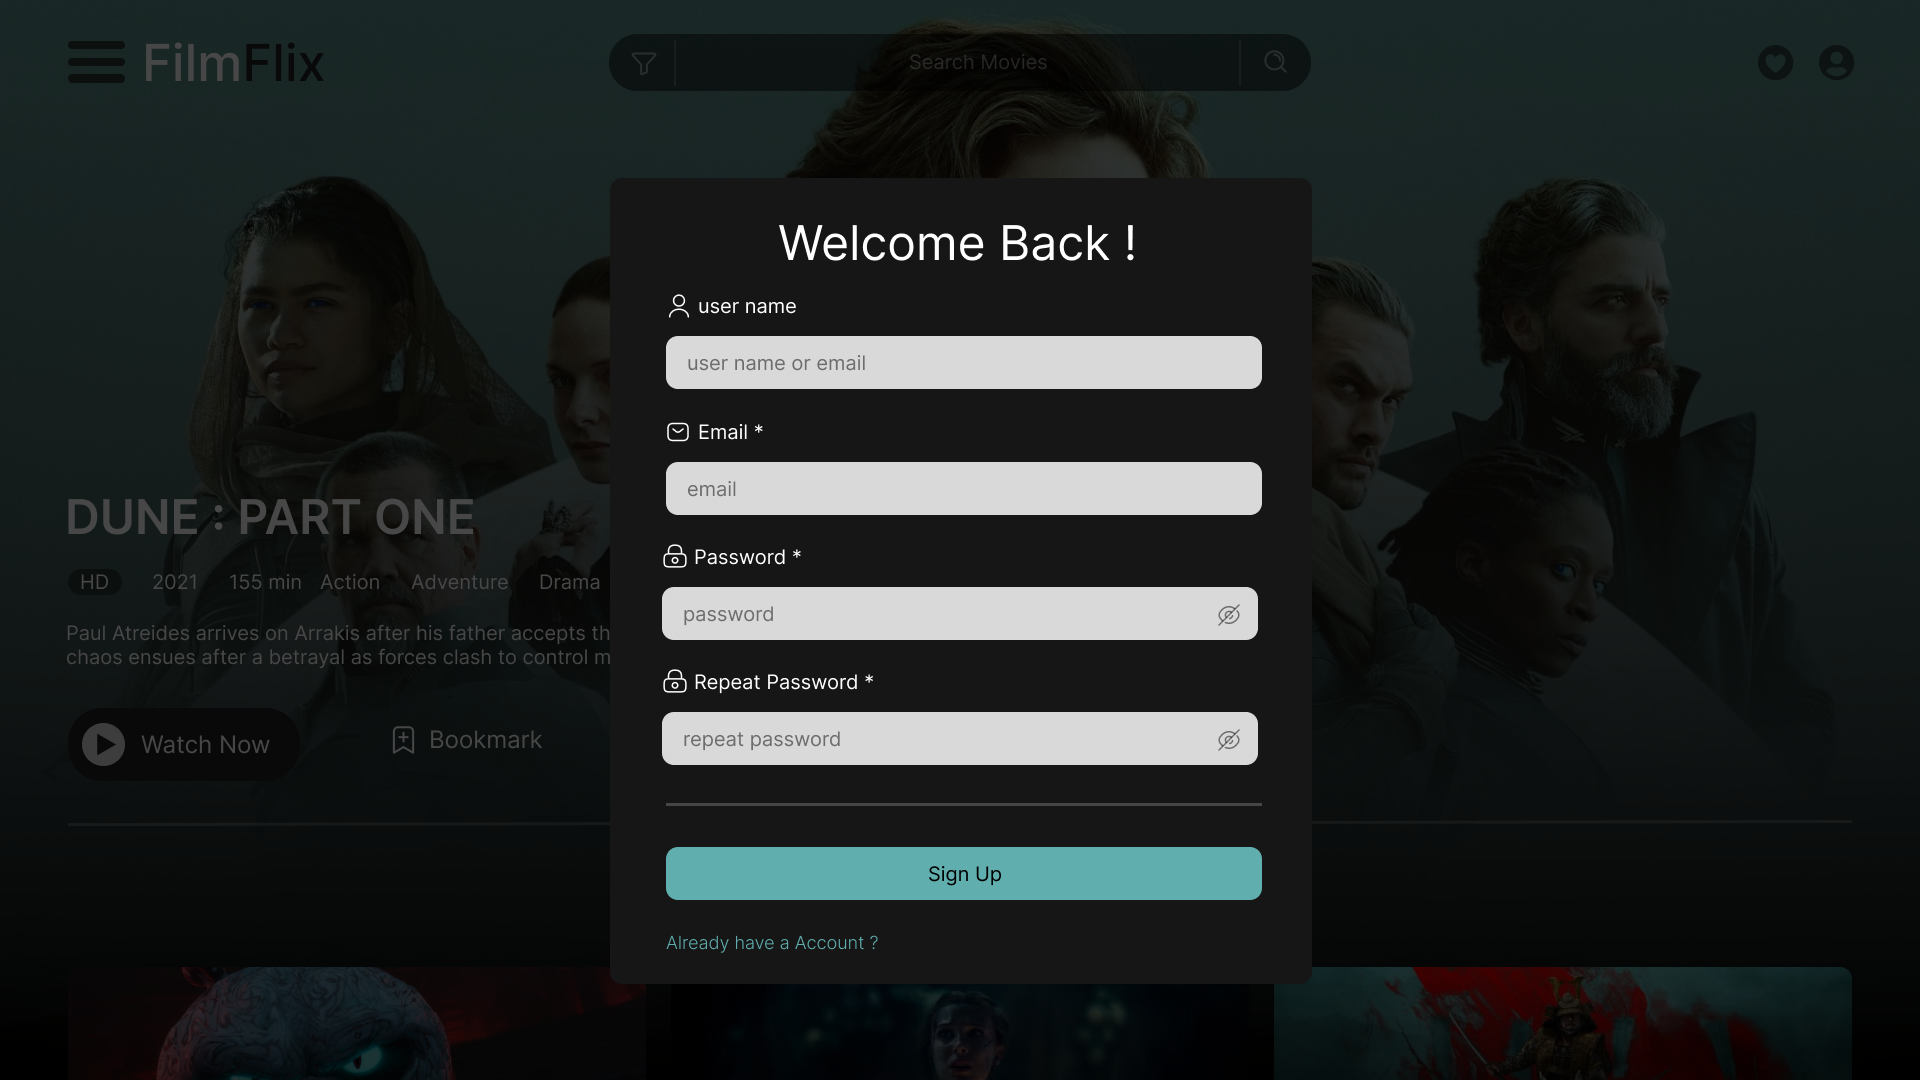 FilmFlix
Search Movies
Welcome Back !
user name
user name or email
Email *
email
Password *
password
Repeat Password *
repeat password
Sign Up
Already have a Account ?
DUNE : PART ONE
HD 2021 155 min Action Adventure Drama
Paul Atreides arrives on Arrakis after his father accepts th
chaos ensues after a betrayal as forces clash to control m
Watch Now
Bookmark